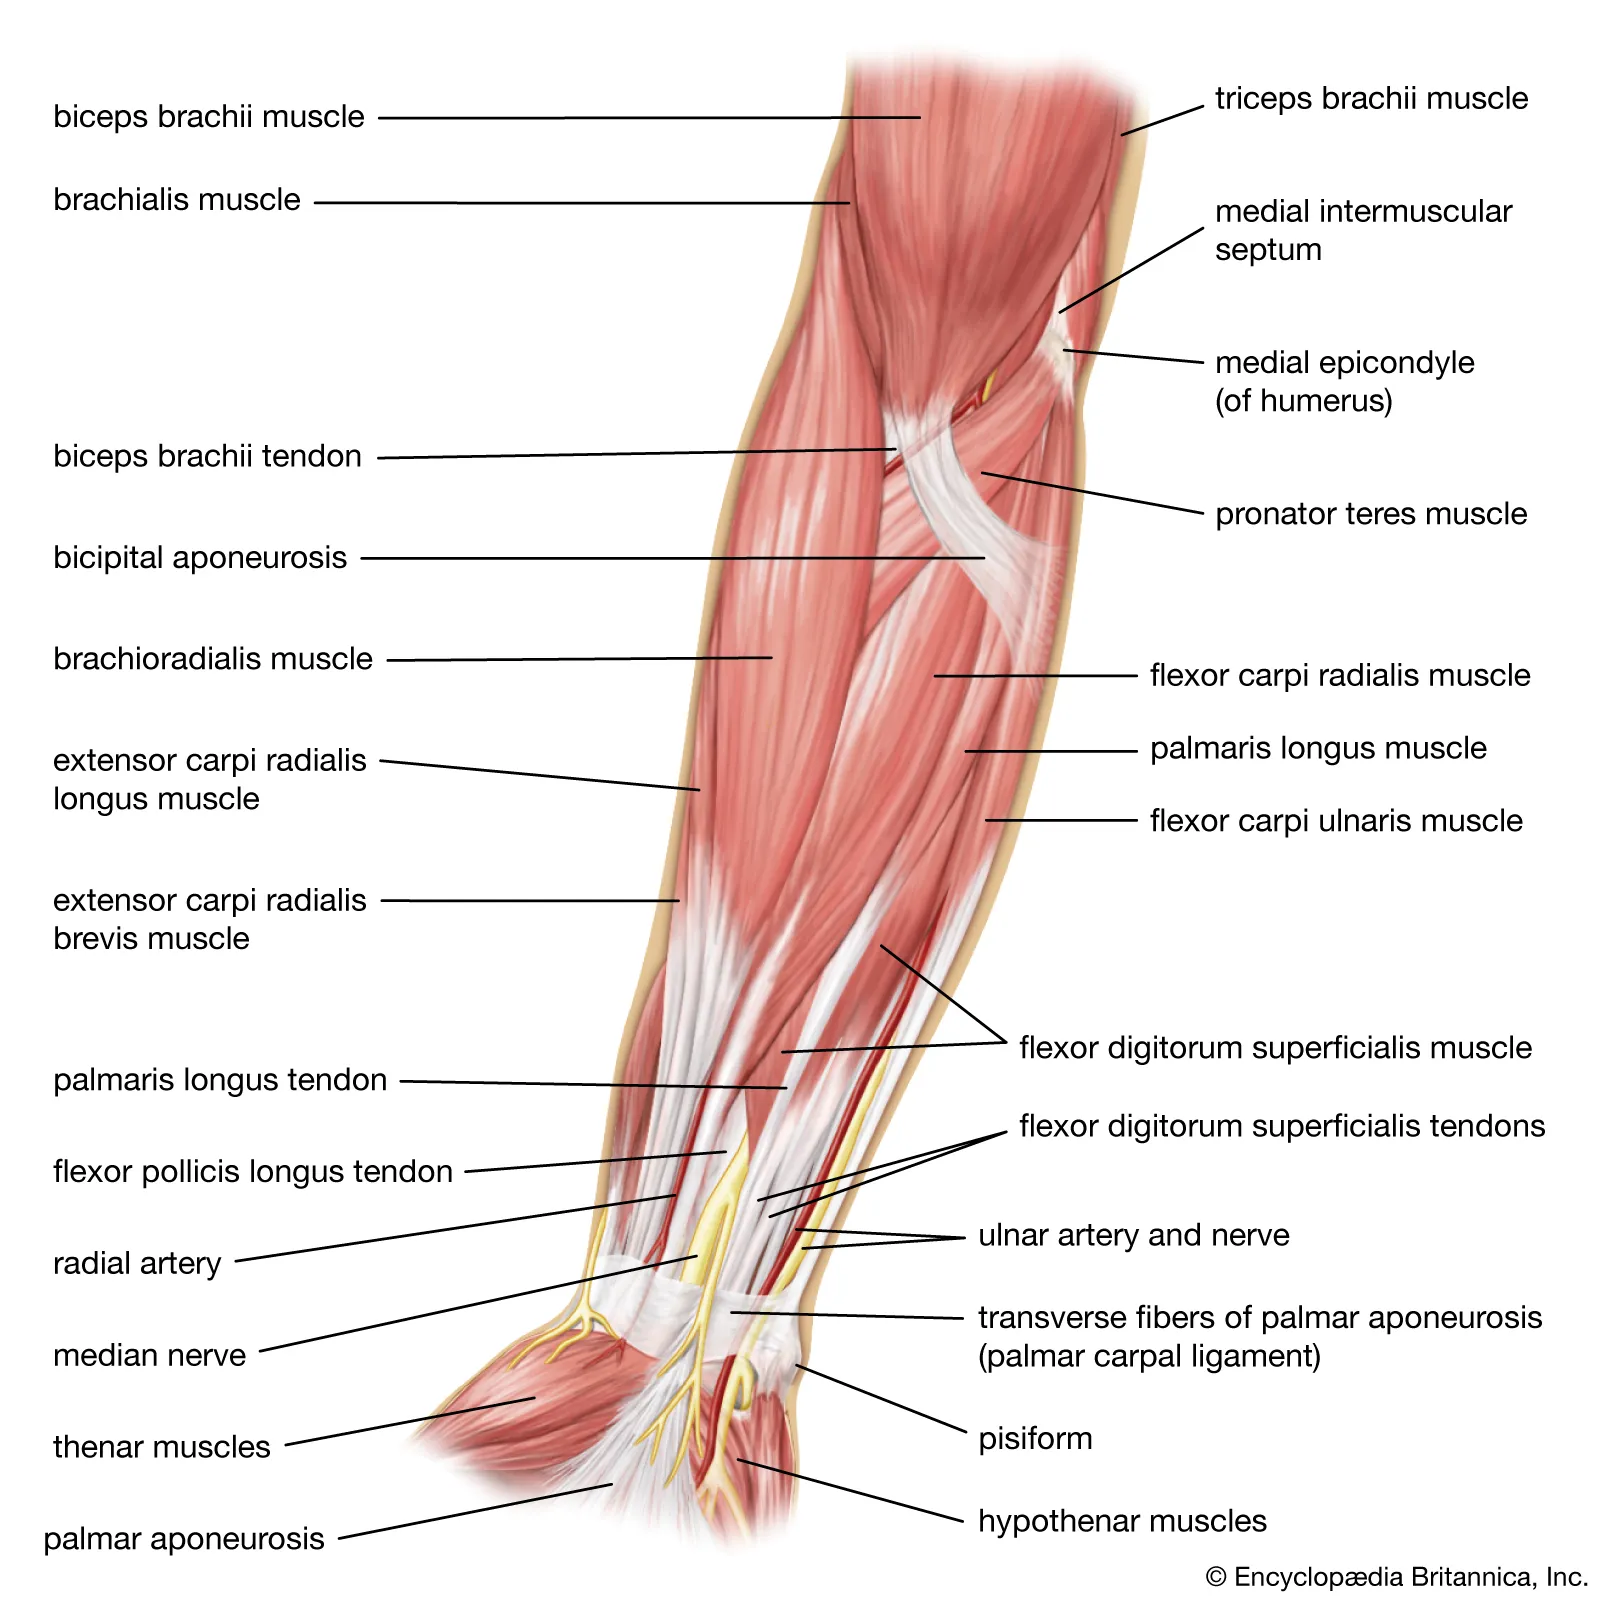 biceps brachii muscle
brachialis muscle
biceps brachii tendon
bicipital aponeurosis
brachioradialis muscle
extensor carpi radialis
longus muscle
extensor carpi radialis
brevis muscle
palmaris longus tendon
flexor pollicis longus tendon
radial artery
median nerve
thenar muscles
palmar aponeurosis
triceps brachii muscle
medial intermuscular
septum
medial epicondyle
(of humerus)
pronator teres muscle
flexor carpi radialis muscle
palmaris longus muscle
flexor carpi ulnaris muscle
flexor digitorum superficialis muscle
flexor digitorum superficialis tendons
ulnar artery and nerve
transverse fibers of palmar aponeurosis
(palmar carpal ligament)
pisiform
hypothenar muscles
© Encyclopædia Britannica, Inc.